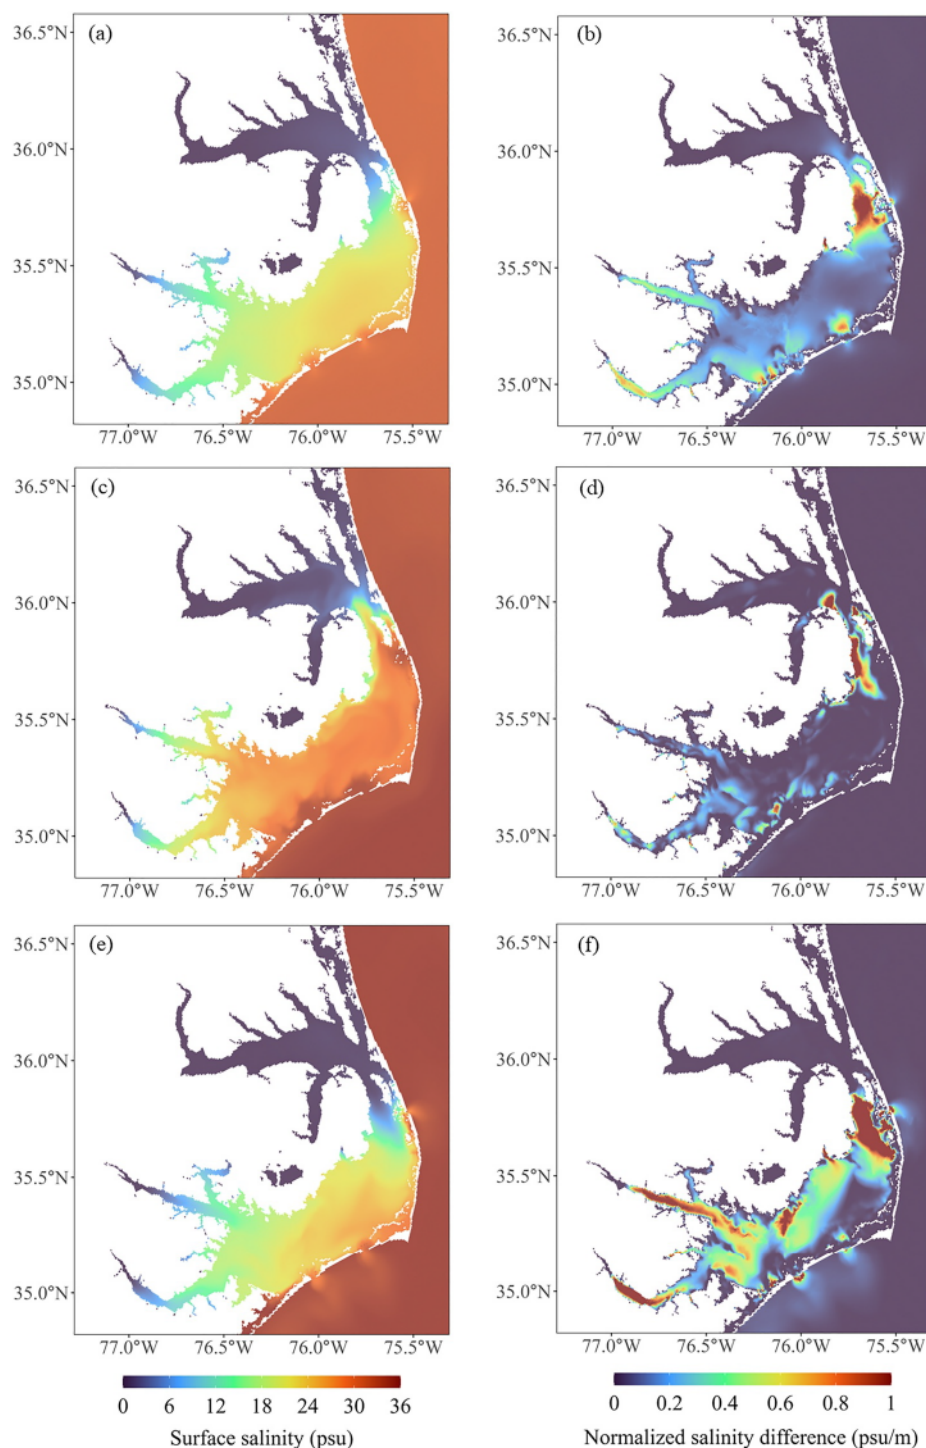 (a)
(b)
36.5°N
36.5°N
36.0°N
36.0°N
35.5°N
35.5°N
35.0°N
35.0°N
77.0°W 76.5°W 76.0°W 75.5°W
77.0°W 76.5°W 76.0°W 75.5°W
(c)
(d)
36.5°N
36.5°N
36.0°N
36.0°N
35.5°N
35.5°N
35.0°N
35.0°N
77.0°W 76.5°W 76.0°W 75.5°W
77.0°W 76.5°W 76.0°W 75.5°W
(e)
(f)
36.5°N
36.5°N
36.0°N
36.0°N
35.5°N
35.5°N
35.0°N
35.0°N
77.0°W 76.5°W 76.0°W 75.5°W
77.0°W 76.5°W 76.0°W 75.5°W
0 6 12 18 24 30 36
Surface salinity (psu)
0 0.2 0.4 0.6 0.8 1
Normalized salinity difference (psu/m)